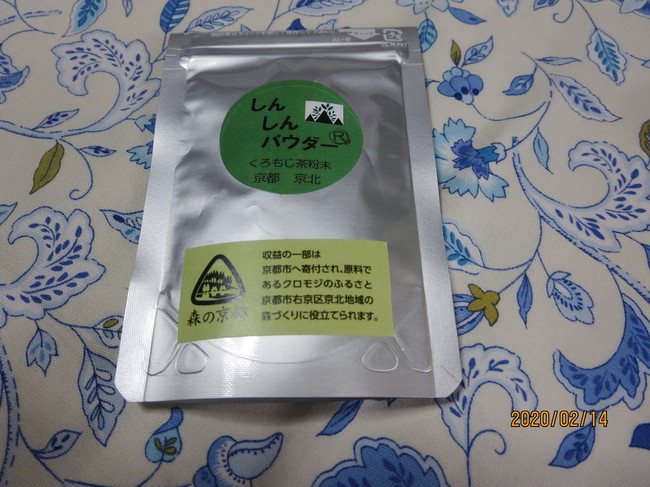 しん
しん
パウダー®
くろもじ茶粉末
京都 京北
収益の一部は
京都市へ寄付され、原料で
あるクロモジのふるさと
京都市右京区京北地域の
森づくりに役立てられます。
森の京都
2020/02/14